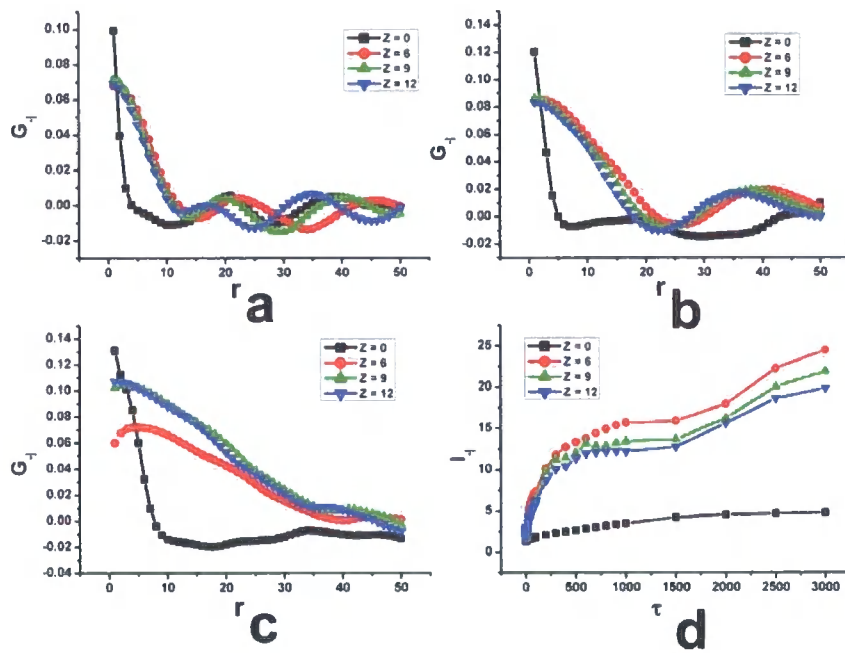 0.10
0.08
0.06
0.04
0.02
0.00
-0.02
G-I
Z = 0
Z = 6
Z = 9
Z = 12
0 10 20 30 40 50
r
a
0.14
0.12
0.10
0.08
0.06
0.04
0.02
0.00
-0.02
G-I
Z = 0
Z = 6
Z = 9
Z = 12
0 10 20 30 40 50
r
b
0.14
0.12
0.10
0.08
0.06
0.04
0.02
0.00
-0.02
-0.04
G-I
Z = 0
Z = 6
Z = 9
Z = 12
0 10 20 30 40 50
r
c
25
20
15
10
5
0
I-I
Z = 0
Z = 6
Z = 9
Z = 12
0 500 1000 1500 2000 2500 3000
τ
d